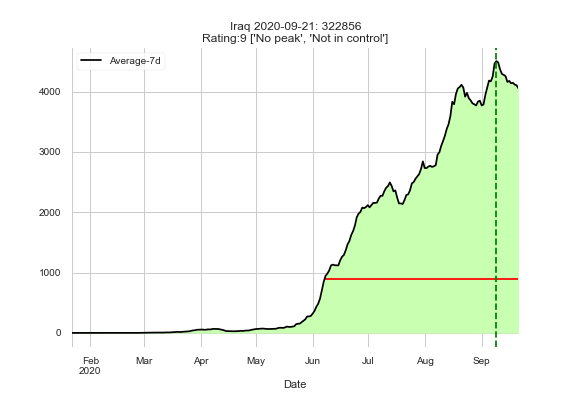 Iraq 2020-09-21: 322856
Rating:9 ['No peak', 'Not in control']
Average-7d
4000
3000
2000
1000
0
Feb Mar Apr May Jun Jul Aug Sep
2020
Date